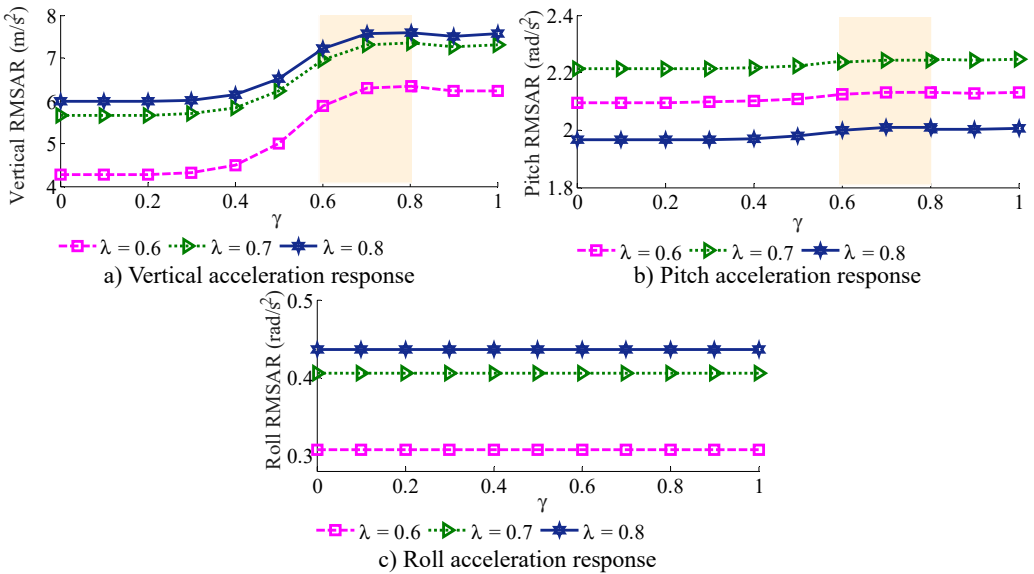 Vertical RMSAR (m/s²)
8
7
6
5
4
0 0.2 0.4 0.6 0.8 1
γ
λ = 0.6 λ = 0.7 λ = 0.8
a) Vertical acceleration response
Pitch RMSAR (rad/s²)
2.4
2.2
2
1.8
0 0.2 0.4 0.6 0.8 1
γ
λ = 0.6 λ = 0.7 λ = 0.8
b) Pitch acceleration response
Roll RMSAR (rad/s²)
0.5
0.4
0.3
0 0.2 0.4 0.6 0.8 1
γ
λ = 0.6 λ = 0.7 λ = 0.8
c) Roll acceleration response